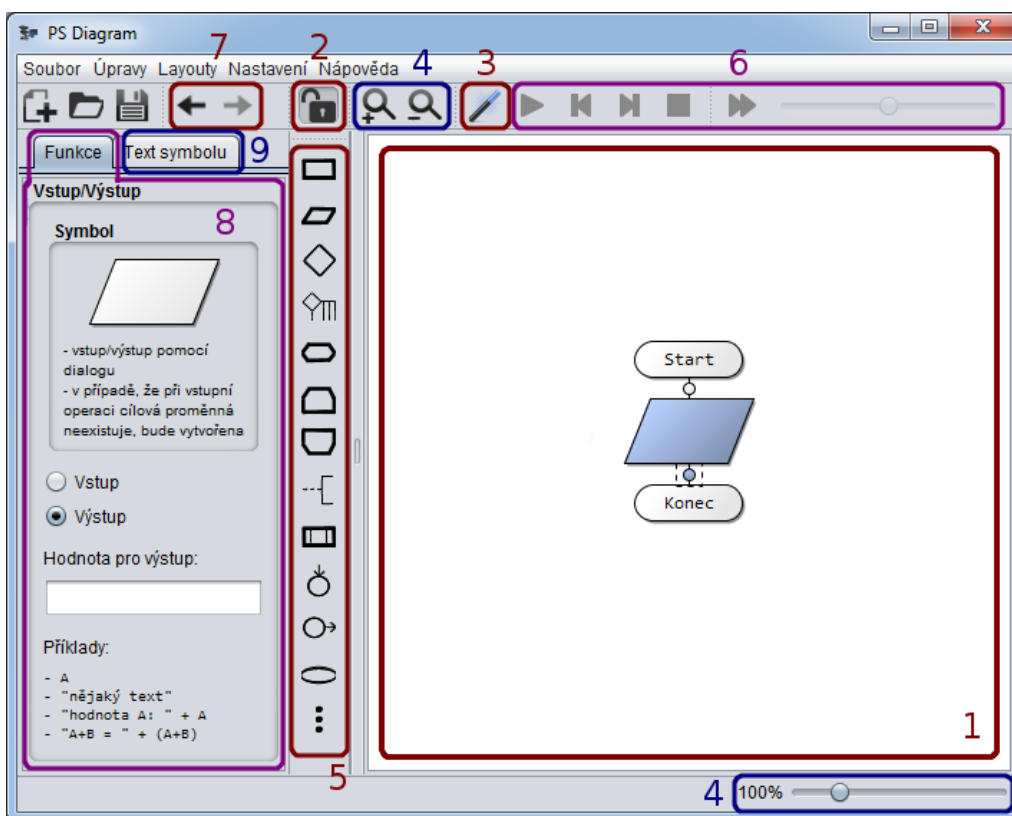 PS Diagram
Soubor Úpravy Layouty Nastavení Nápověda
7
2
4
3
6
Funkce
Text symbolu
9
Vstup/Výstup
8
Symbol
- vstup/výstup pomocí
dialogu
- v případě, že při vstupní
operaci cílová proměnná
neexistuje, bude vytvořena
Vstup
Výstup
Hodnota pro výstup:
Příklady:
- A
- "nějaký text"
- "hodnota A: " + A
- "A+B = " + (A+B)
5
Start
Konec
1
4
100%